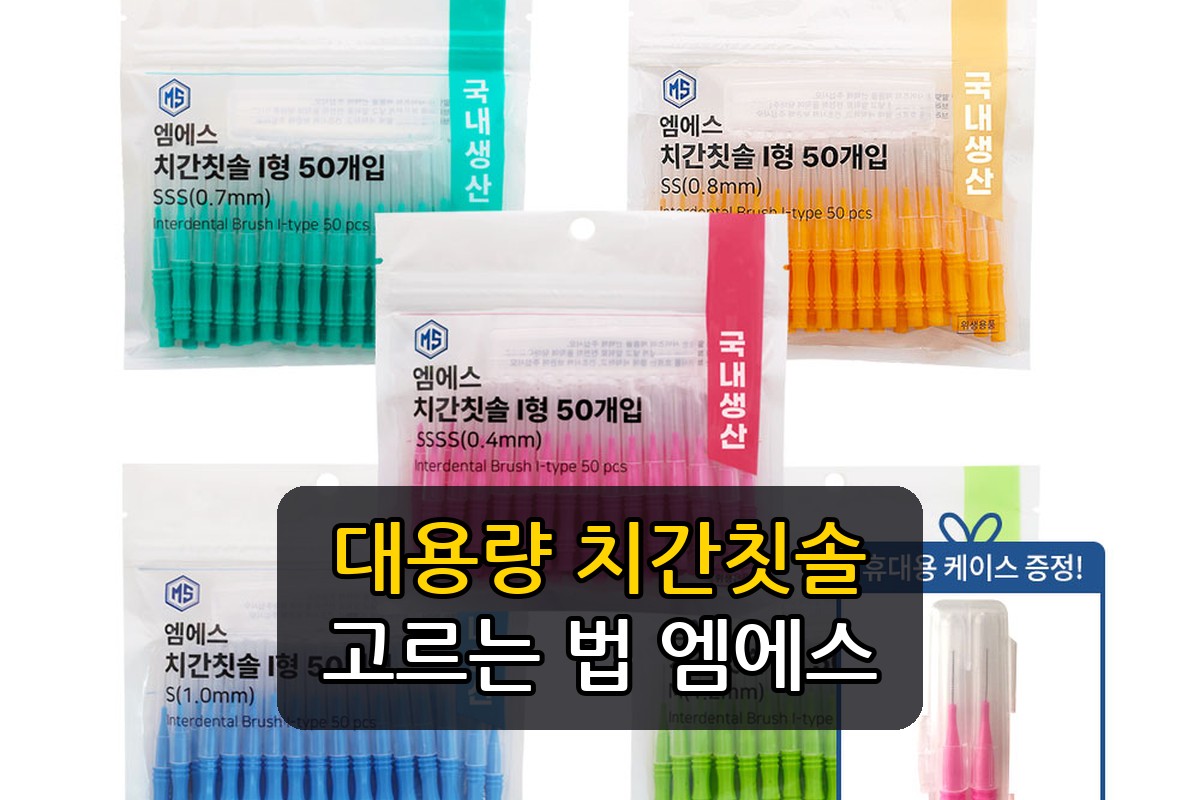 MS
엠에스
치간칫솔 I형 50개입
SSS(0.7mm)
Interdental Brush I-type 50 pcs
국내생산
MS
엠에스
치간칫솔 I형 50개입
SS(0.8mm)
Interdental Brush I-type 50 pcs
국내생산
위생용품
MS
엠에스
치간칫솔 I형 50개입
SSSS(0.4mm)
Interdental Brush I-type 50 pcs
국내생산
대용량 치간칫솔
고르는 법 엠에스
MS
엠에스
치간칫솔 I형 50
S(1.0mm)
Interdental Brush I-type 50 pcs
Interdental Brush I-type
휴대용 케이스 증정!